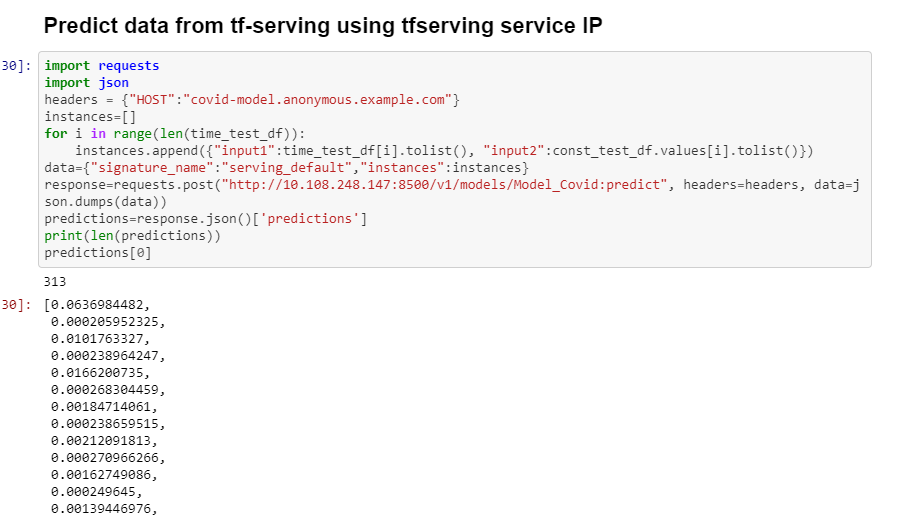 Predict data from tf-serving using tfserving service IP
30]: import requests
import json
headers = {"HOST":"covid-model.anonymous.example.com"}
instances=[]
for i in range(len(time_test_df)):
    instances.append({"input1":time_test_df[i].tolist(), "input2":const_test_df.values[i].tolist()})
data={"signature_name":"serving_default","instances":instances}
response=requests.post("http://10.108.248.147:8500/v1/models/Model_Covid:predict", headers=headers, data=j
son.dumps(data))
predictions=response.json()['predictions']
print(len(predictions))
predictions[0]
313
30]: [0.0636984482,
0.000205952325,
0.0101763327,
0.000238964247,
0.0166200735,
0.000268304459,
0.00184714061,
0.000238659515,
0.00212091813,
0.000270966266,
0.00162749086,
0.000249645,
0.00139446976,